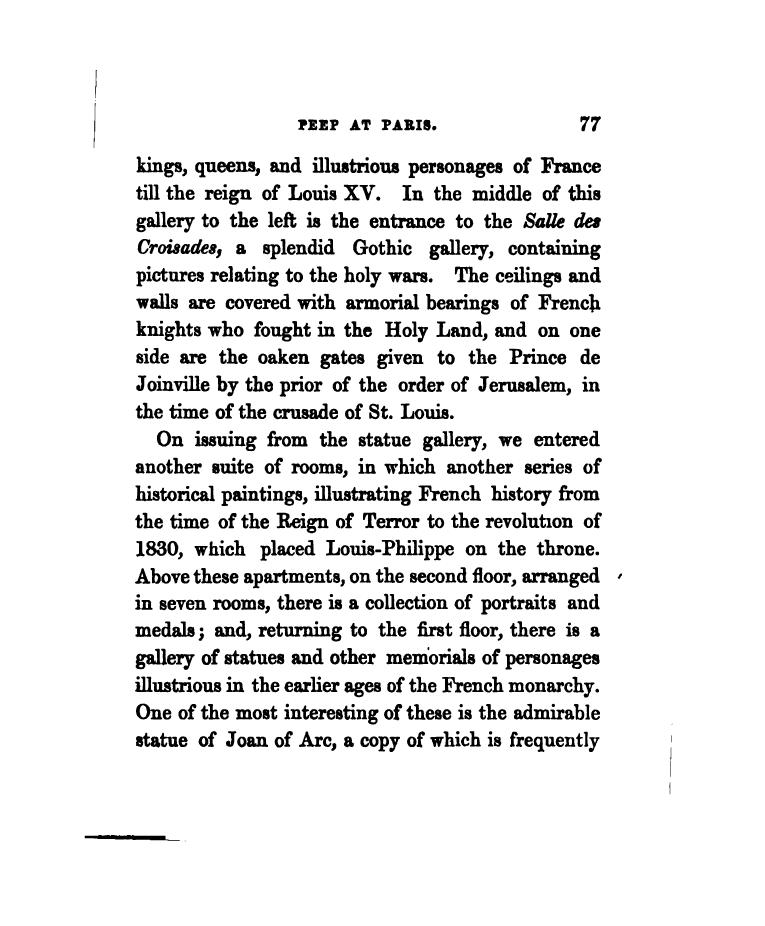 PEEP AT PARIS. 77
kings, queens, and illustrious personages of France
till the reign of Louis XV. In the middle of this
gallery to the left is the entrance to the Salle des
Croisades, a splendid Gothic gallery, containing
pictures relating to the holy wars. The ceilings and
walls are covered with armorial bearings of French
knights who fought in the Holy Land, and on one
side are the oaken gates given to the Prince de
Joinville by the prior of the order of Jerusalem, in
the time of the crusade of St. Louis.
On issuing from the statue gallery, we entered
another suite of rooms, in which another series of
historical paintings, illustrating French history from
the time of the Reign of Terror to the revolution of
1830, which placed Louis-Philippe on the throne.
Above these apartments, on the second floor, arranged
in seven rooms, there is a collection of portraits and
medals; and, returning to the first floor, there is a
gallery of statues and other memorials of personages
illustrious in the earlier ages of the French monarchy.
One of the most interesting of these is the admirable
statue of Joan of Arc, a copy of which is frequently